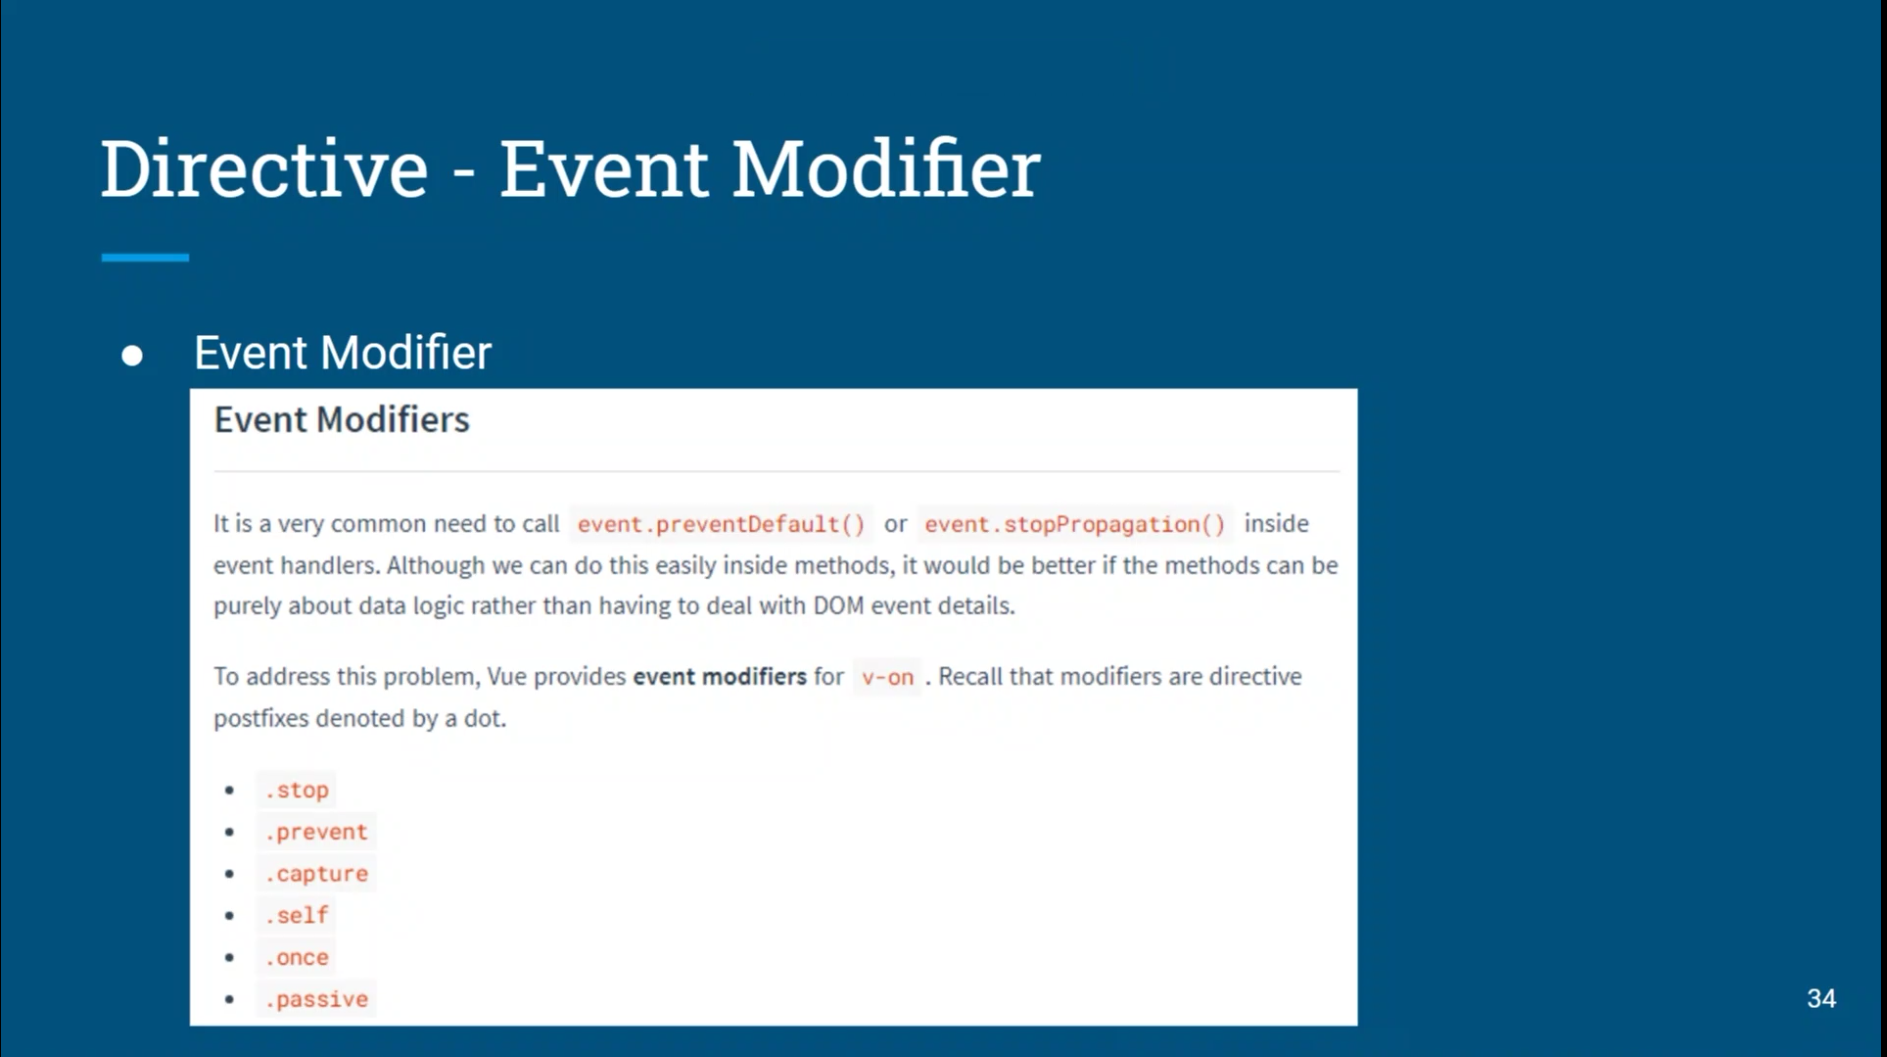 Directive - Event Modifier
● Event Modifier
Event Modifiers
It is a very common need to call event.preventDefault() or event.stopPropagation() inside
event handlers. Although we can do this easily inside methods, it would be better if the methods can be
purely about data logic rather than having to deal with DOM event details.
To address this problem, Vue provides event modifiers for v-on . Recall that modifiers are directive
postfixes denoted by a dot.
• .stop
• .prevent
• .capture
• .self
• .once
• .passive
34